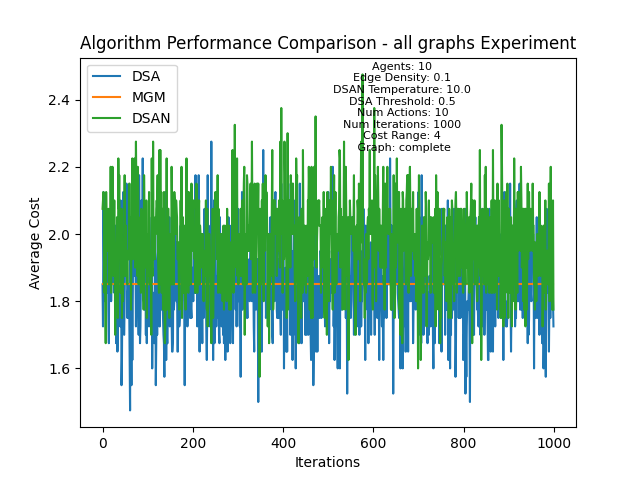 Algorithm Performance Comparison - all graphs Experiment
DSA
MGM
DSAN
Agents: 10
Edge Density: 0.1
DSAN Temperature: 10.0
DSA Threshold: 0.5
Num Actions: 10
Num Iterations: 1000
Cost Range: 4
Graph: complete
Average Cost
2.4
2.2
2.0
1.8
1.6
0 200 400 600 800 1000
Iterations